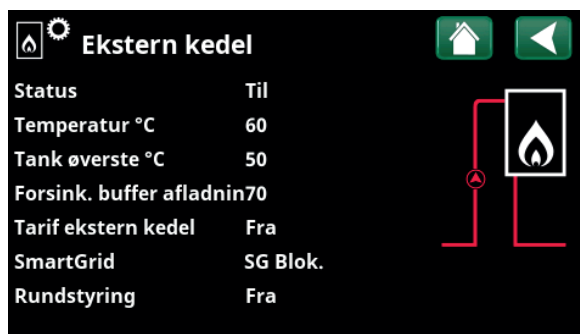 Ekstern kedel
Status Til
Temperatur °C 60
Tank øverste °C 50
Forsink. buffer afladnin70
Tarif ekstern kedel Fra
SmartGrid SG Blok.
Rundstyring Fra